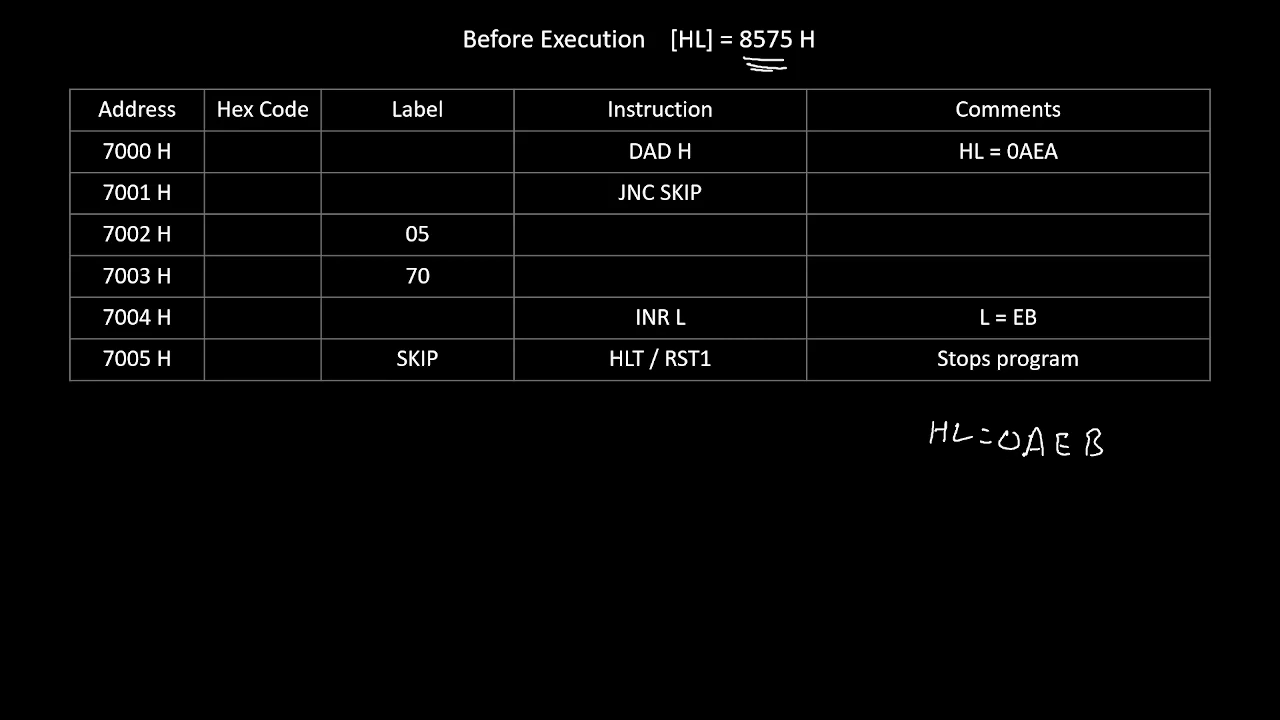 Before Execution [HL] = 8575 H
Address Hex Code Label Instruction Comments
7000 H DAD H HL = 0AEA
7001 H JNC SKIP
7002 H 05
7003 H 70
7004 H INR L L = EB
7005 H SKIP HLT / RST1 Stops program
HL = 0AEB